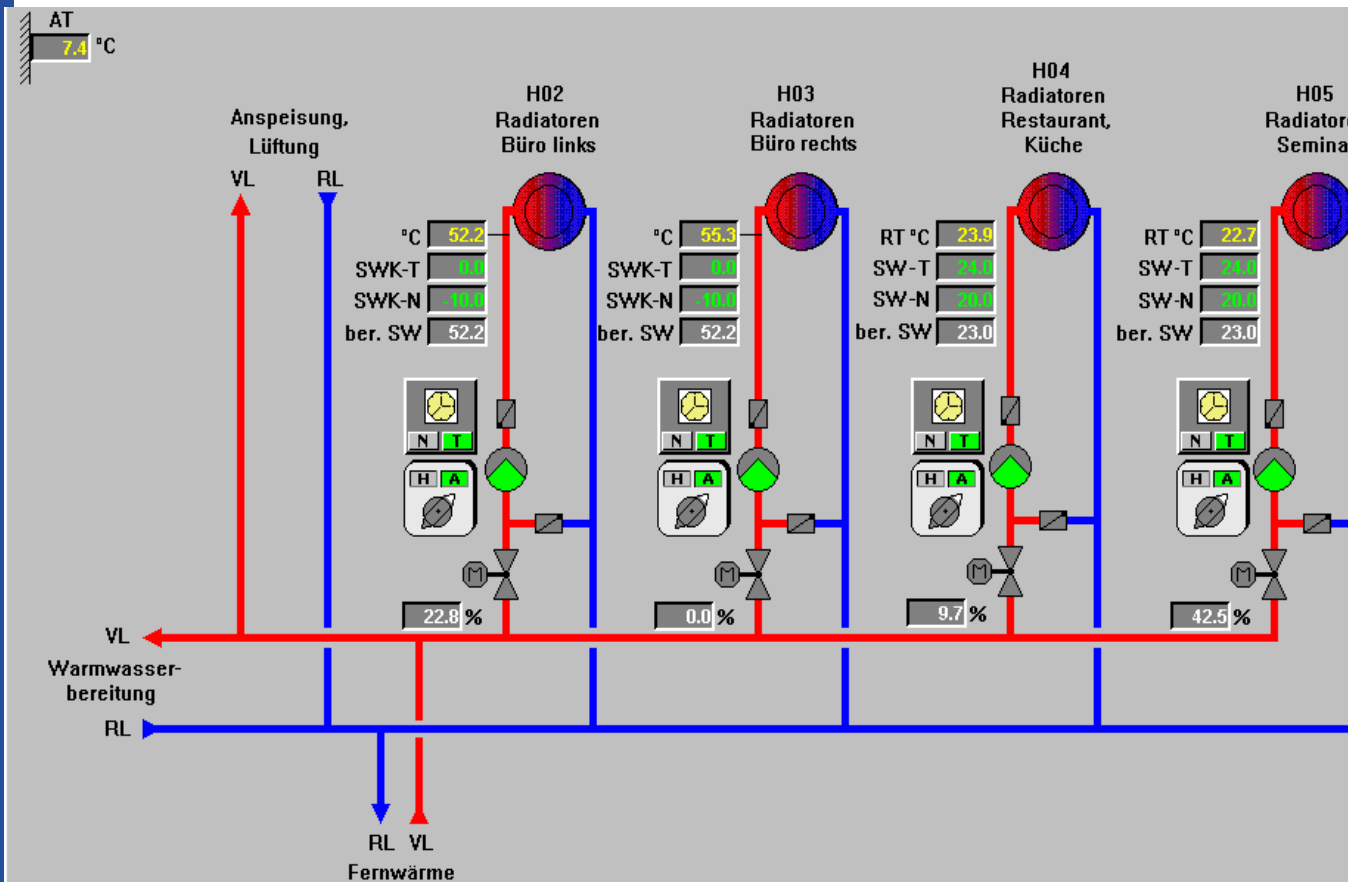 AT
7.4 °C
Anspeisung,
Lüftung
VL RL
H02
Radiatoren
Büro links
°C 52.2
SWK-T 0.0
SWK-N -10.0
ber. SW 52.2
N T
H A
M
22.8 %
H03
Radiatoren
Büro rechts
°C 55.3
SWK-T 0.0
SWK-N -10.0
ber. SW 52.2
N T
H A
M
0.0 %
H04
Radiatoren
Restaurant,
Küche
RT °C 23.9
SW-T 24.0
SW-N 20.0
ber. SW 23.0
N T
H A
M
9.7 %
H05
Radiatore
Semina
RT °C 22.7
SW-T 24.0
SW-N 20.0
ber. SW 23.0
N T
H A
M
42.5 %
VL
Warmwasser-
bereitung
RL
RL VL
Fernwärme